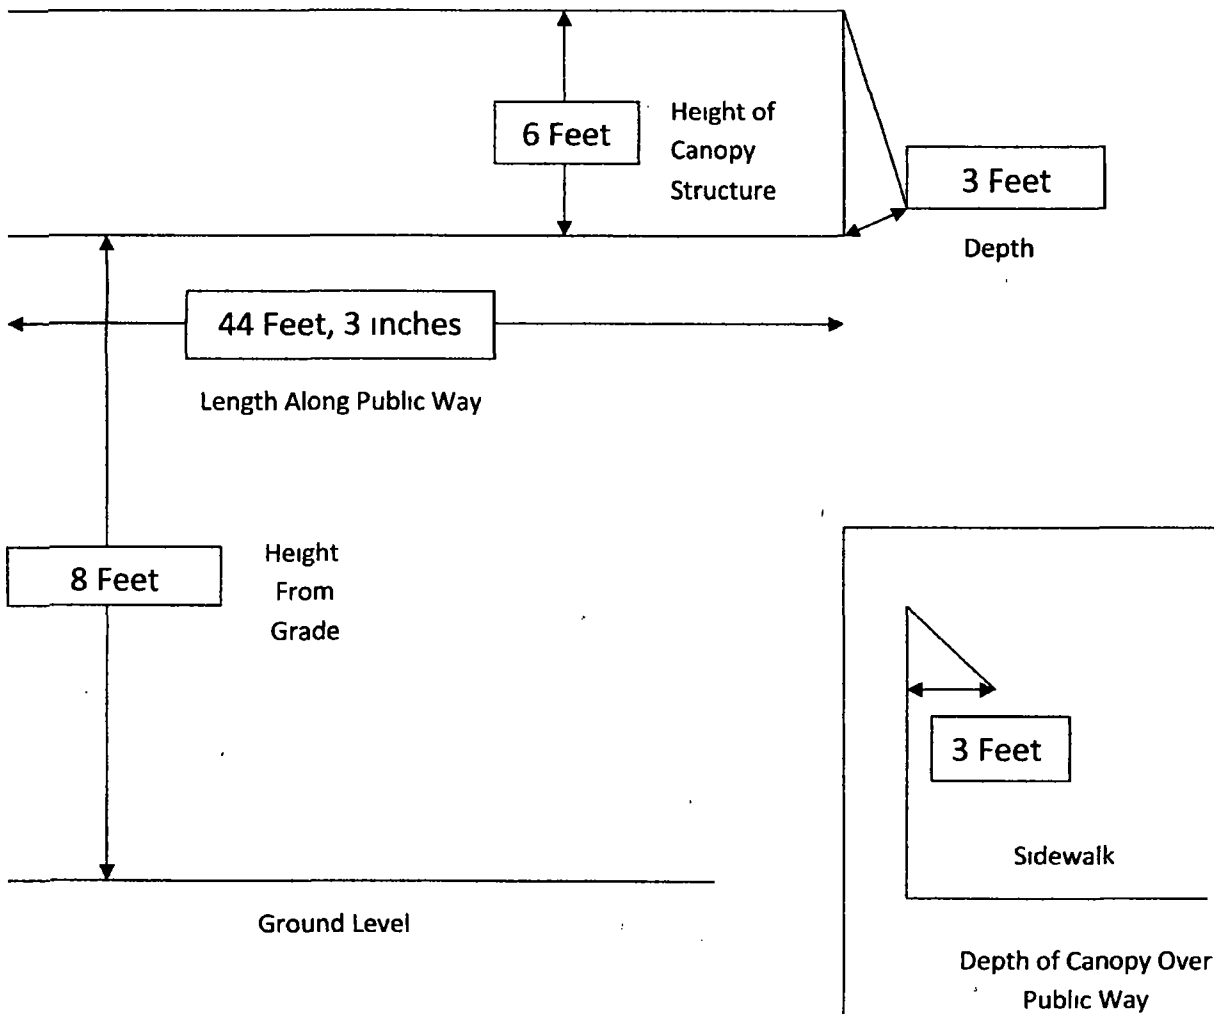 6 Feet
Height of
Canopy
Structure
3 Feet
Depth
44 Feet, 3 inches
Length Along Public Way
8 Feet
Height
From
Grade
3 Feet
Sidewalk
Ground Level
Depth of Canopy Over
Public Way